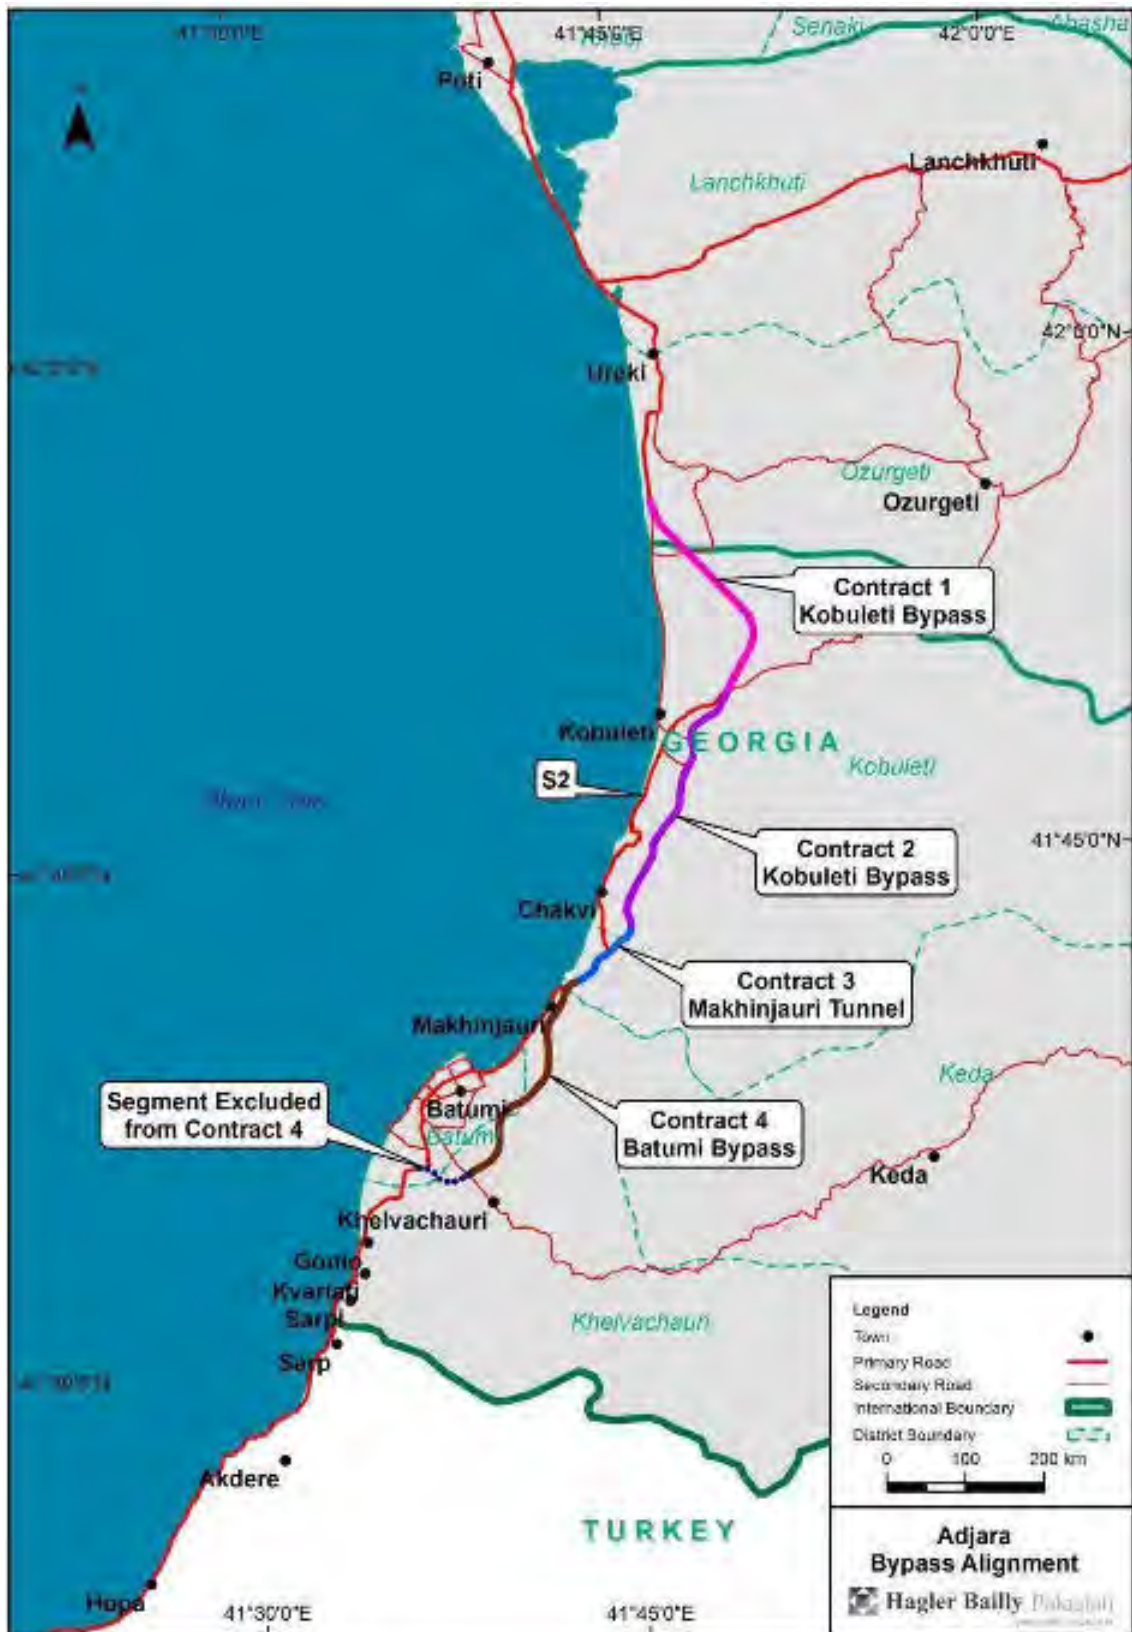 41°45'0"E
42°0'0"E
Senaki
Abasha
Poti
Lanchkhuti
Lanchkhuti
42°0'0"N
Ureki
Ozurgeti
Ozurgeti
Contract 1
Kobuleti Bypass
Kobuleti
GEORGIA
Kobuleti
S2
41°45'0"N
Contract 2
Kobuleti Bypass
Chakvi
Contract 3
Makhinjauri Tunnel
Makhinjauri
Keda
Segment Excluded
from Contract 4
Batumi
Batumi
Contract 4
Batumi Bypass
Keda
Khelvachauri
Gonio
Kvariati
Sarpi
Khelvachauri
Sarp
Legend
Town
Primary Road
Secondary Road
International Boundary
District Boundary
0 100 200 km
Akdere
TURKEY
Adjara
Bypass Alignment
Hagler Bailly Pakistan
Hopa
41°30'0"E
41°45'0"E